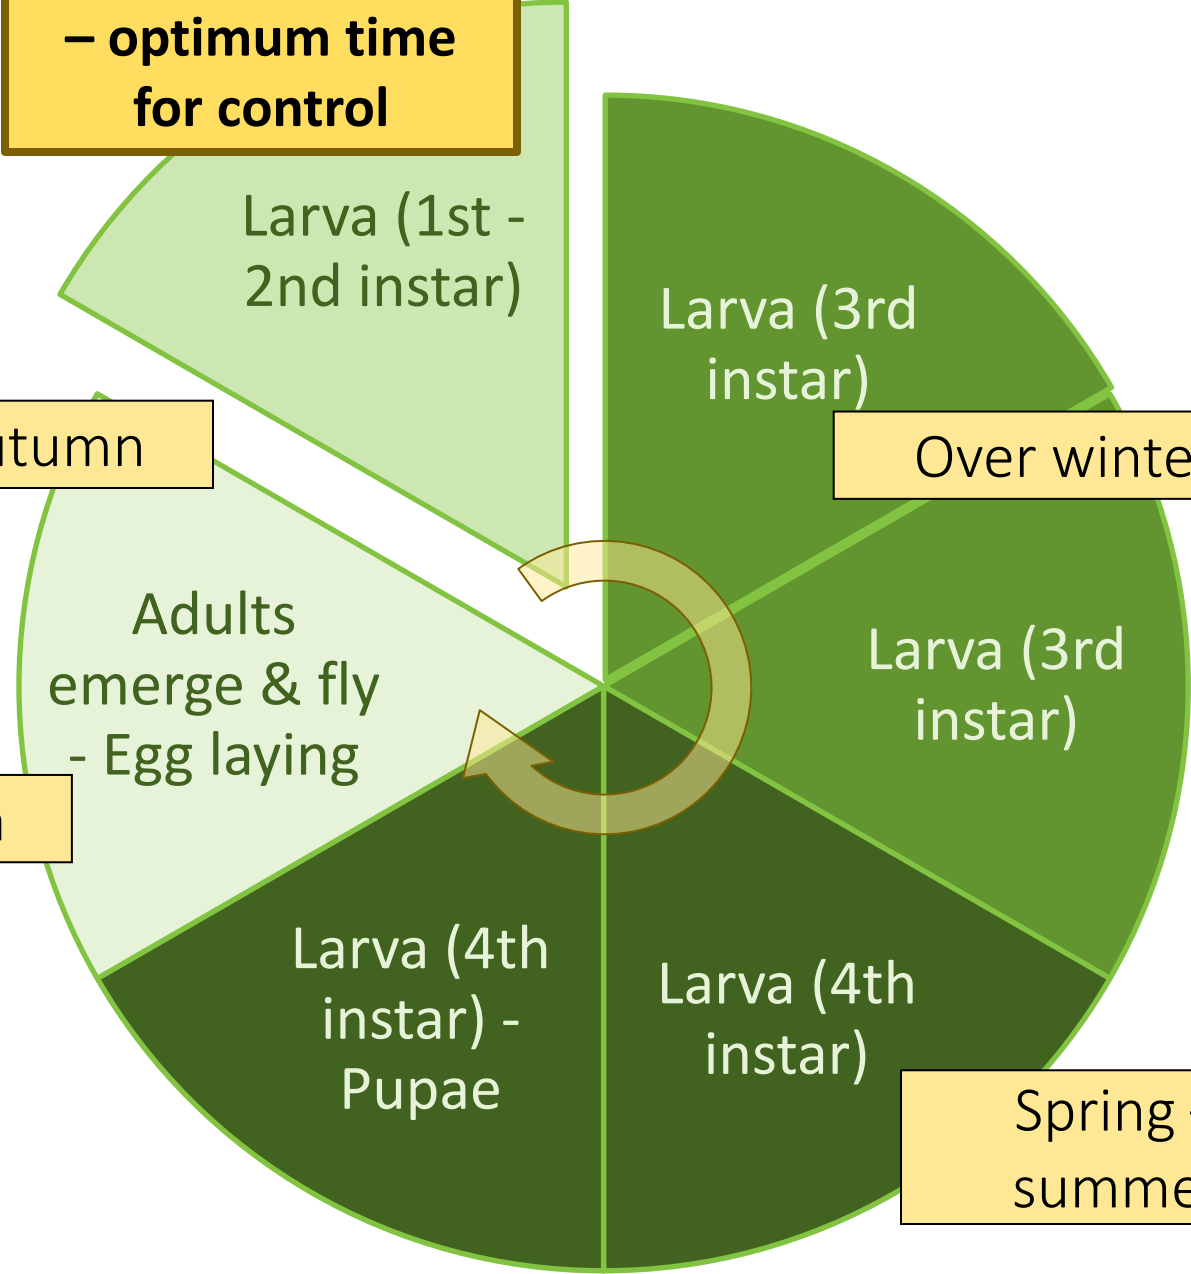 – optimum time
for control
Larva (1st -
2nd instar)
Larva (3rd
instar)
Over winte
Larva (3rd
instar)
Adults
emerge & fly
- Egg laying
Larva (4th
instar) -
Pupae
Larva (4th
instar)
Spring
summe